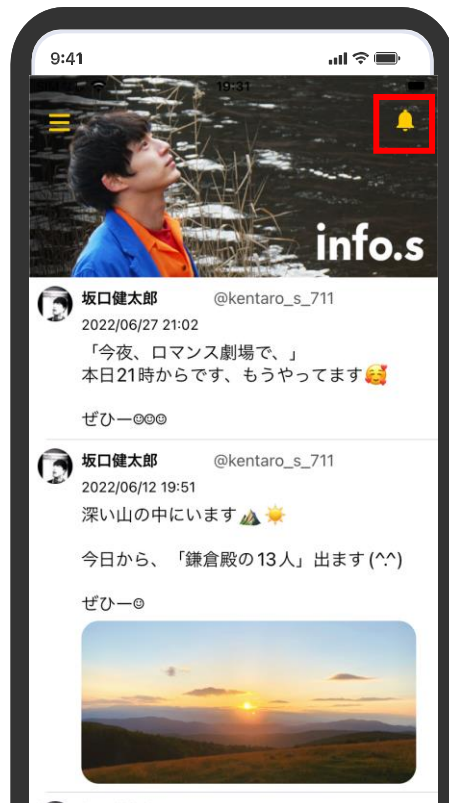 9:41
19:31
info.s
坂口健太郎 @kentaro_s_711
2022/06/27 21:02
「今夜、ロマンス劇場で、」
本日21時からです、もうやってます🥰
ぜひー☺☺☺
坂口健太郎 @kentaro_s_711
2022/06/12 19:51
深い山の中にいます⛰️☀️
今日から、「鎌倉殿の13人」出ます(^.^)
ぜひー☺